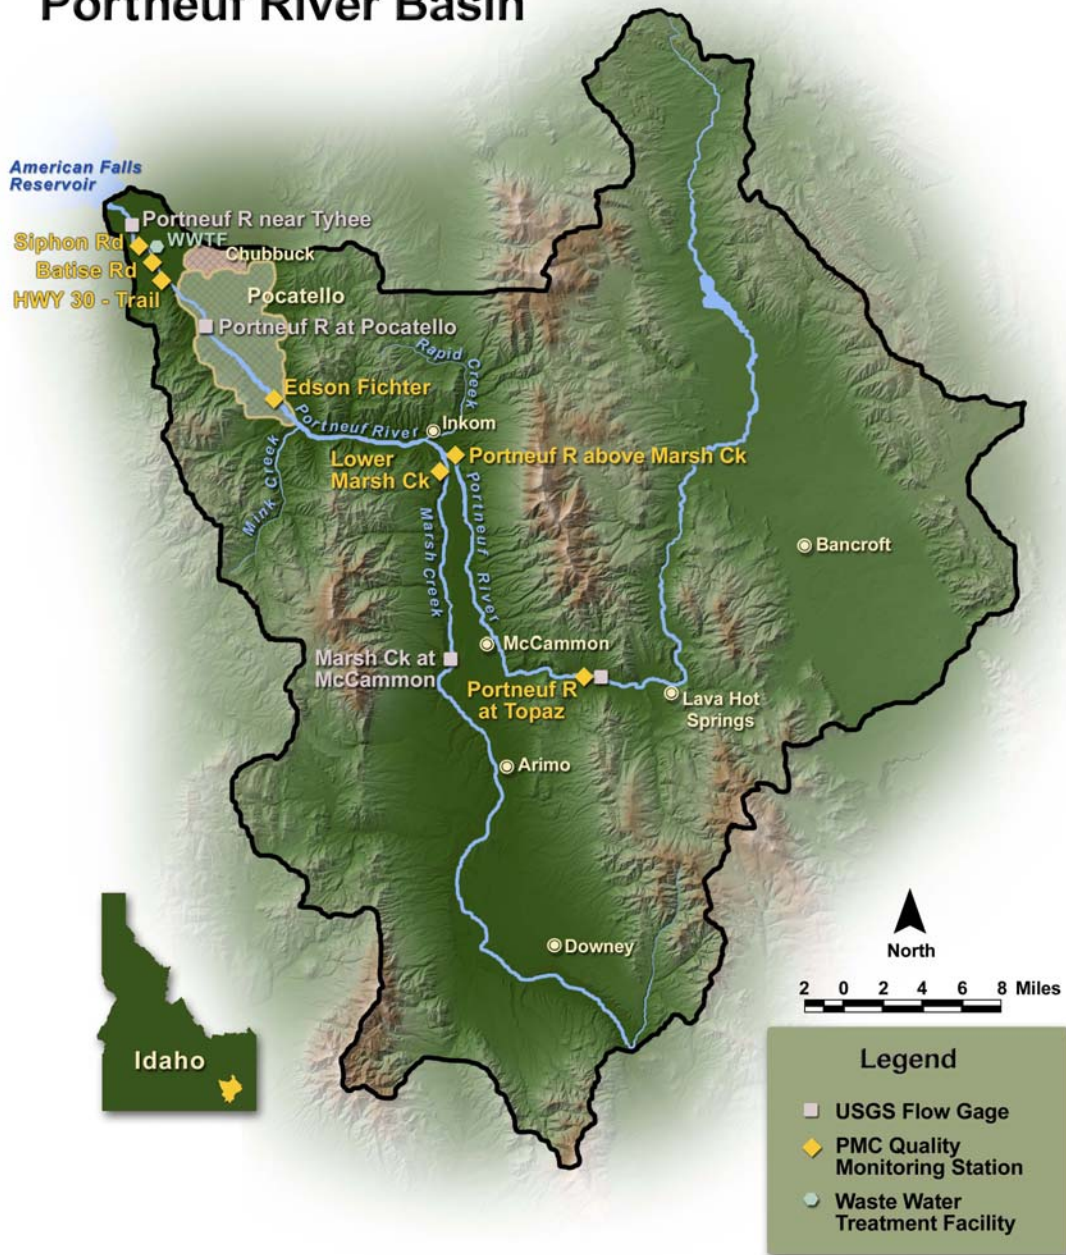 Portneuf River Basin
American Falls
Reservoir
Portneuf R near Tyhee
Siphon Rd
WWTF
Chubbuck
Batise Rd
HWY 30 - Trail
Pocatello
Portneuf R at Pocatello
Rapid Creek
Edson Fichter
Portneuf River
Inkom
Mink Creek
Lower
Marsh Ck
Portneuf R above Marsh Ck
Marsh Creek
Portneuf River
Bancroft
McCammon
Marsh Ck at
McCammon
Portneuf R
at Topaz
Lava Hot
Springs
Arimo
Downey
North
2 0 2 4 6 8 Miles
Idaho
Legend
USGS Flow Gage
PMC Quality
Monitoring Station
Waste Water
Treatment Facility